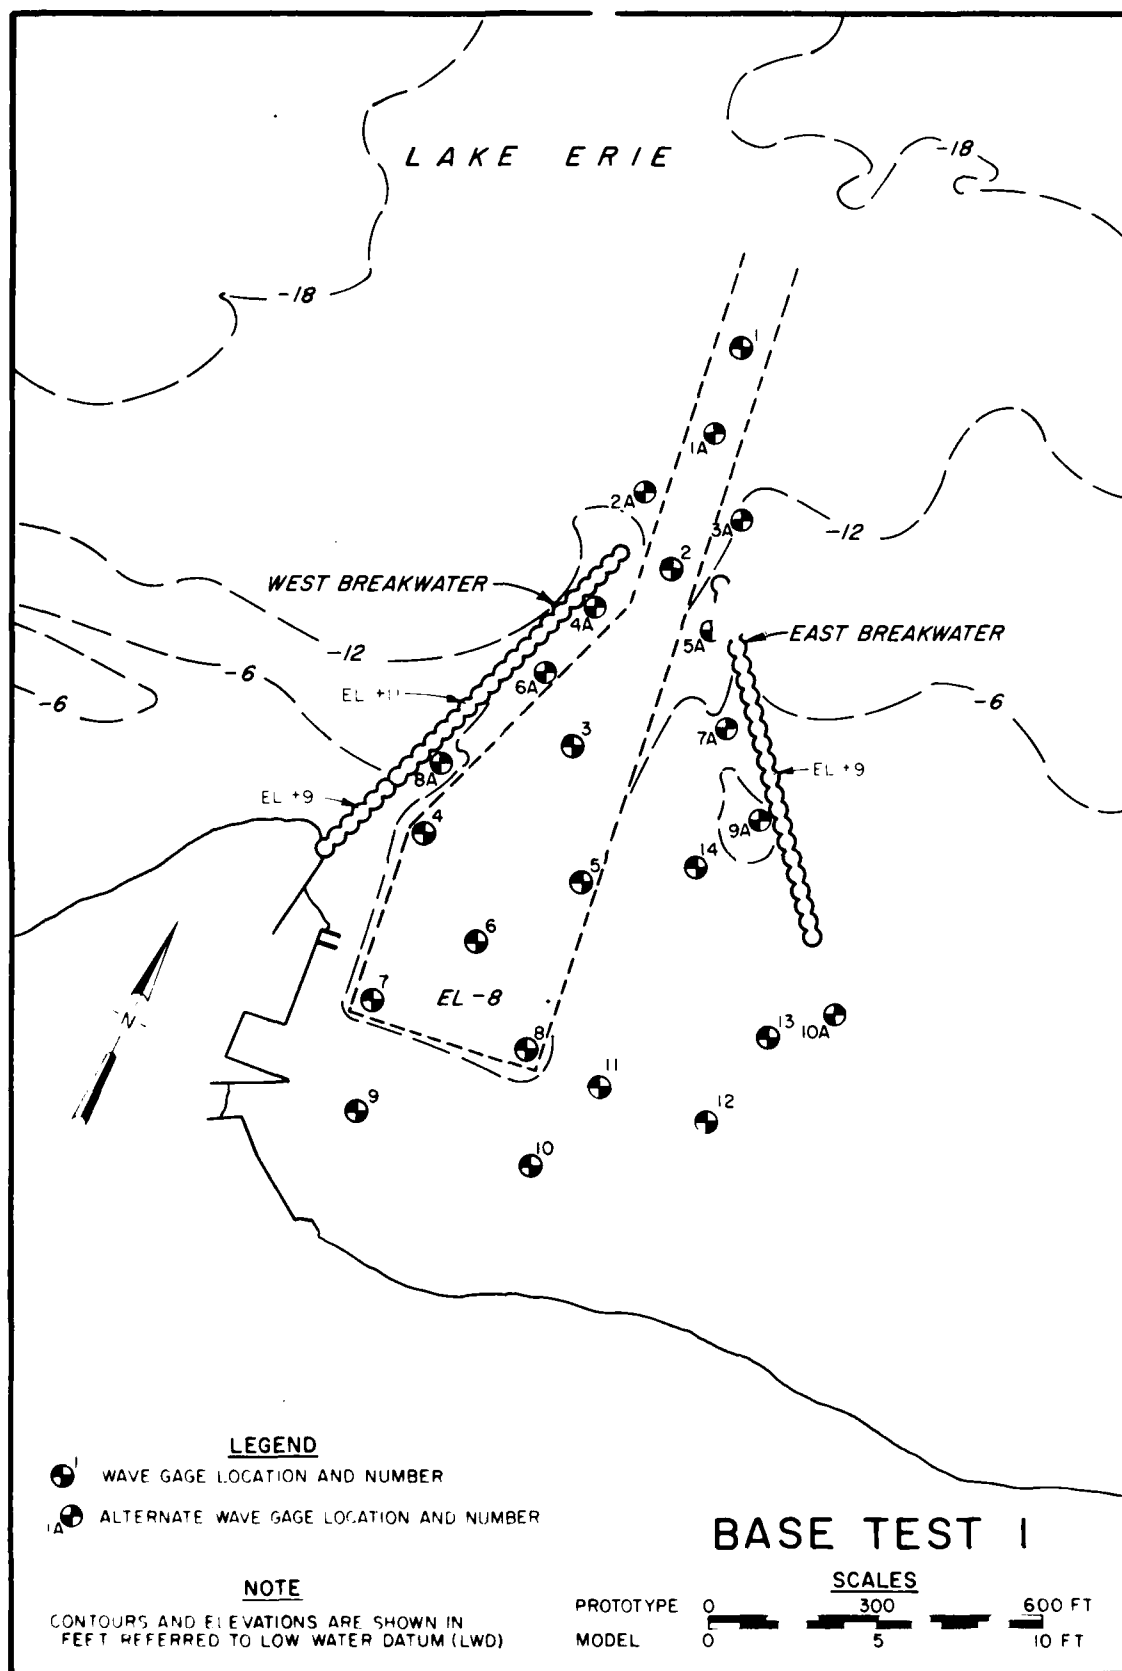 LAKE ERIE
-18
-18
1
1A
2A
3A
-12
2
WEST BREAKWATER
4A
5A
EAST BREAKWATER
-12
-6
6A
-6
-6
EL +11
3
7A
8A
EL +9
EL +9
4
9A
14
5
6
7
EL -8
N
8
13
10A
11
9
12
10
LEGEND
1
WAVE GAGE LOCATION AND NUMBER
1A
ALTERNATE WAVE GAGE LOCATION AND NUMBER
NOTE
CONTOURS AND ELEVATIONS ARE SHOWN IN
FEET REFERRED TO LOW WATER DATUM (LWD)
BASE TEST 1
SCALES
PROTOTYPE 0 300 600 FT
MODEL 0 5 10 FT